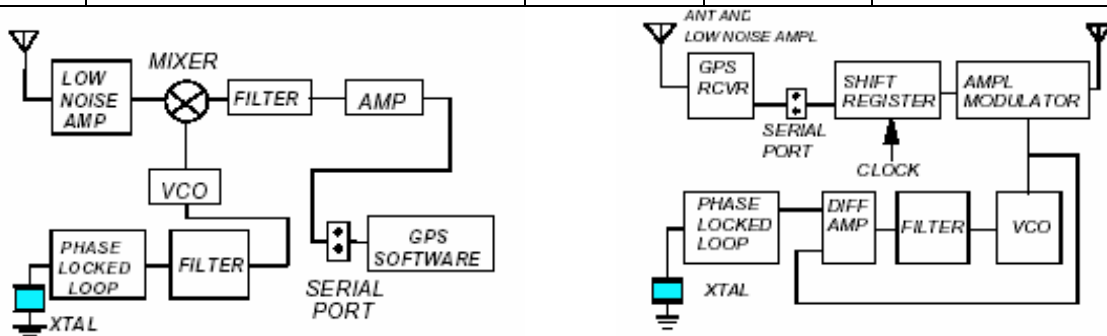 LOW
NOISE
AMP
MIXER
FILTER
AMP
VCO
PHASE
LOCKED
LOOP
FILTER
XTAL
SERIAL
PORT
GPS
SOFTWARE
ANT AND
LOW NOISE AMPL
GPS
RCVR
SERIAL
PORT
SHIFT
REGISTER
CLOCK
AMPL
MODULATOR
PHASE
LOCKED
LOOP
DIFF
AMP
FILTER
VCO
XTAL